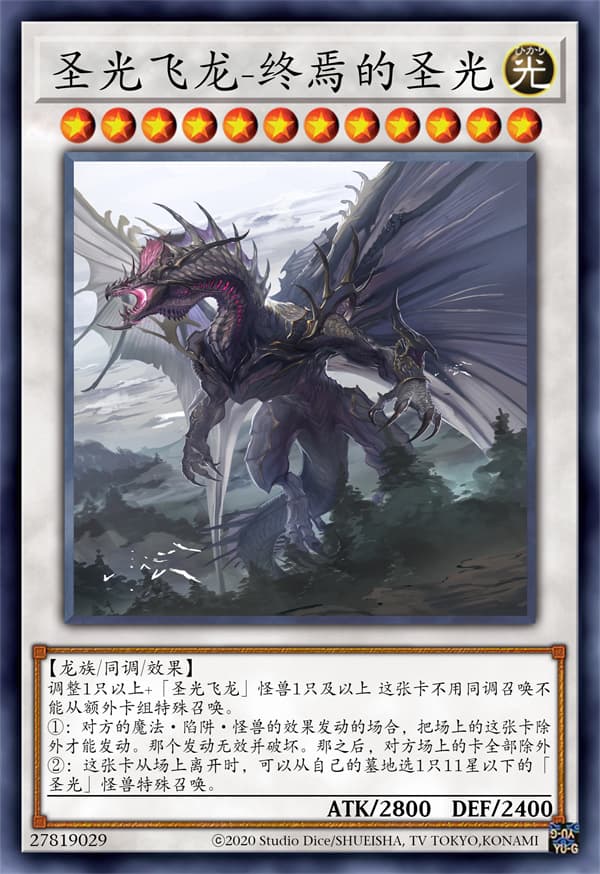 圣光飞龙-终焉的圣光
ひかり
光
【龙族/同调/效果】
调整1只以上+「圣光飞龙」怪兽1只及以上 这张卡不用同调召唤不
能从额外卡组特殊召唤。
①：对方的魔法·陷阱·怪兽的效果发动的场合，把场上的这张卡除
外才能发动。那个发动无效并破坏。那之后，对方场上的卡全部除外
②：这张卡从场上离开时，可以从自己的墓地选1只11星以下的「
圣光」怪兽特殊召唤。
ATK/2800 DEF/2400
27819029
©2020 Studio Dice/SHUEISHA, TV TOKYO,KONAMI
YU-G
YU-G